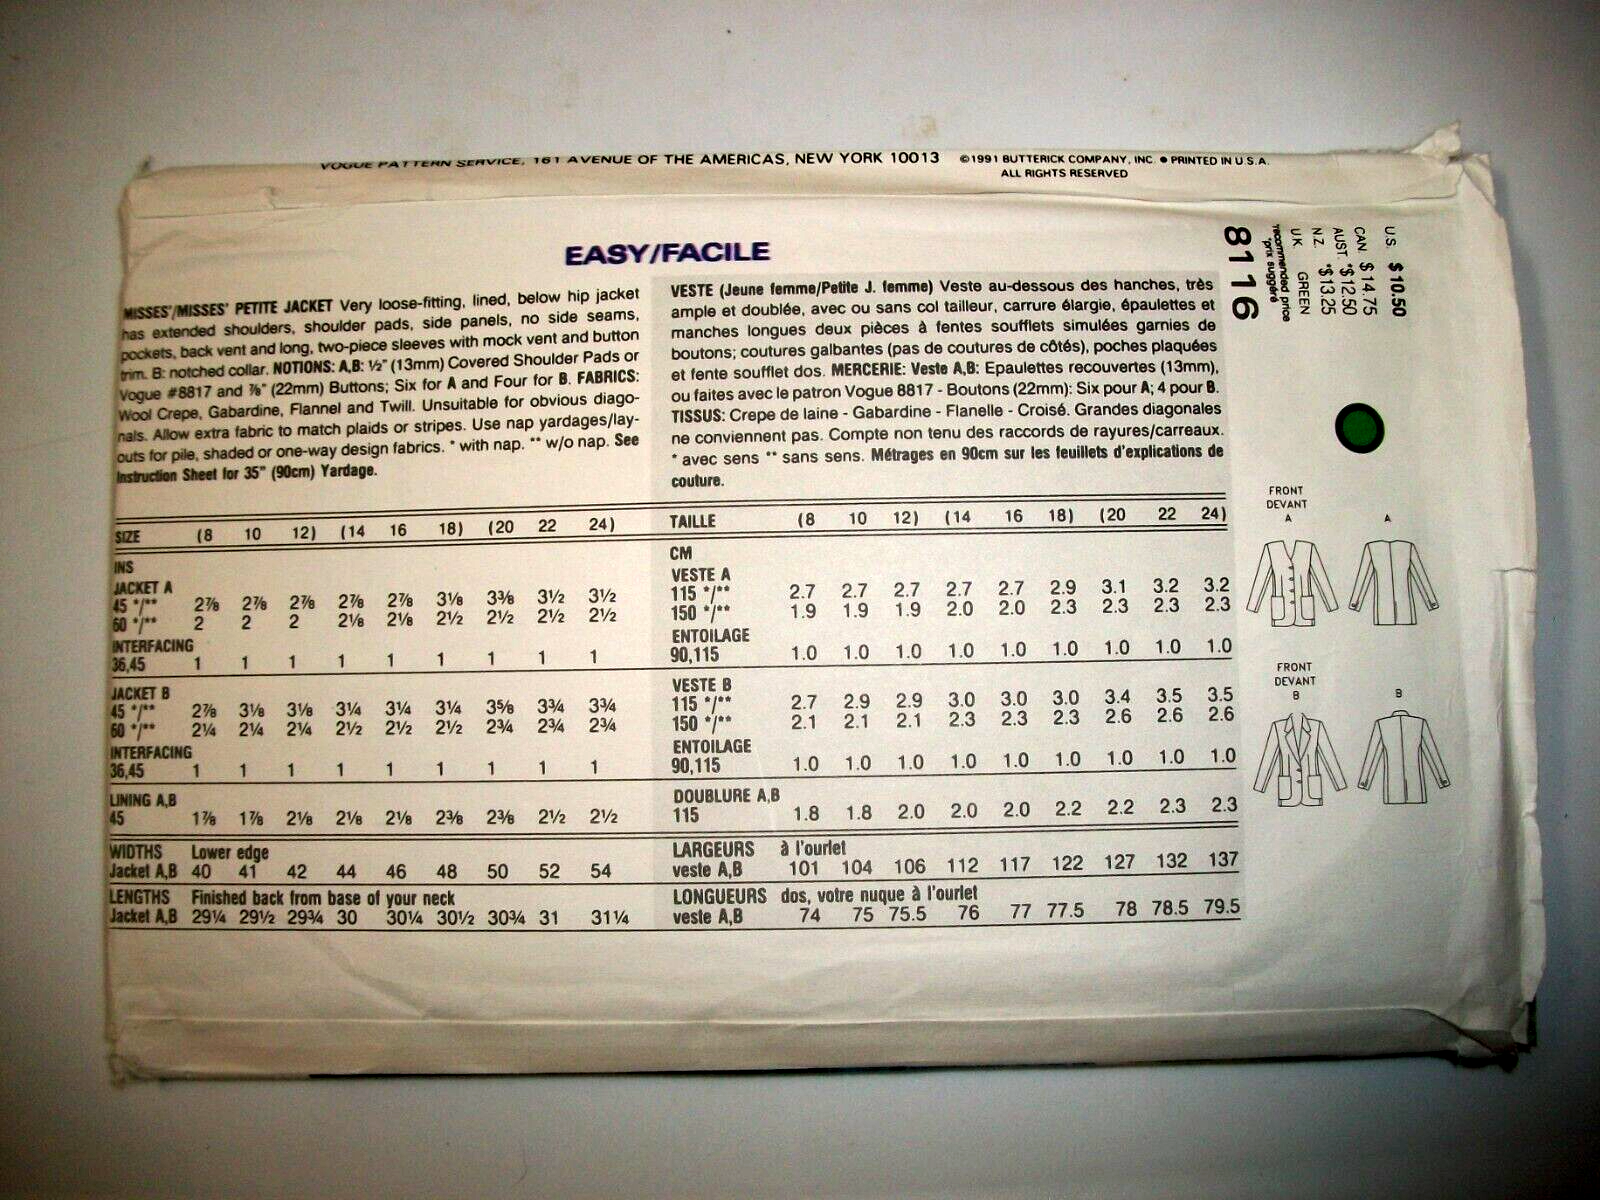 VOGUE PATTERN SERVICE, 161 AVENUE OF THE AMERICAS, NEW YORK 10013 ©1991 BUTTERICK COMPANY, INC. ● PRINTED IN U.S.A.
ALL RIGHTS RESERVED
EASY/FACILE
MISSES'/MISSES' PETITE JACKET Very loose-fitting, lined, below hip jacket
has extended shoulders, shoulder pads, side panels, no side seams,
pockets, back vent and long, two-piece sleeves with mock vent and button
trim. B: notched collar. NOTIONS: A,B: ½" (13mm) Covered Shoulder Pads or
Vogue #8817 and ⅞" (22mm) Buttons; Six for A and Four for B. FABRICS:
Wool Crepe, Gabardine, Flannel and Twill. Unsuitable for obvious diago-
nals. Allow extra fabric to match plaids or stripes. Use nap yardages/lay-
outs for pile, shaded or one-way design fabrics. * with nap. ** w/o nap. See
Instruction Sheet for 35" (90cm) Yardage.
SIZE (8 10 12) (14 16 18) (20 22 24)
INS
JACKET A
45 */** 2⅞ 2⅞ 2⅞ 2⅞ 2⅞ 3⅛ 3⅜ 3½ 3½
60 */** 2 2 2 2⅛ 2⅛ 2½ 2½ 2½ 2½
INTERFACING
36,45 1 1 1 1 1 1 1 1 1
JACKET B
45 */** 2⅞ 3⅛ 3⅛ 3¼ 3¼ 3¼ 3⅝ 3¾ 3¾
60 */** 2¼ 2¼ 2¼ 2½ 2½ 2½ 2¾ 2¾ 2¾
INTERFACING
36,45 1 1 1 1 1 1 1 1 1
LINING A,B
45 1⅞ 1⅞ 2⅛ 2⅛ 2⅛ 2⅜ 2⅜ 2½ 2½
WIDTHS Lower edge
Jacket A,B 40 41 42 44 46 48 50 52 54
LENGTHS Finished back from base of your neck
Jacket A,B 29¼ 29½ 29¾ 30 30¼ 30½ 30¾ 31 31¼
VESTE (Jeune femme/Petite J. femme) Veste au-dessous des hanches, très
ample et doublée, avec ou sans col tailleur, carrure élargie, épaulettes et
manches longues deux pièces à fentes soufflets simulées garnies de
boutons; coutures galbantes (pas de coutures de côtés), poches plaquées
et fente soufflet dos. MERCERIE: Veste A,B: Epaulettes recouvertes (13mm),
ou faites avec le patron Vogue 8817 - Boutons (22mm): Six pour A; 4 pour B.
TISSUS: Crepe de laine - Gabardine - Flanelle - Croisé. Grandes diagonales
ne conviennent pas. Compte non tenu des raccords de rayures/carreaux.
* avec sens ** sans sens. Métrages en 90cm sur les feuillets d'explications de
couture.
TAILLE (8 10 12) (14 16 18) (20 22 24)
CM
VESTE A
115 */** 2.7 2.7 2.7 2.7 2.7 2.9 3.1 3.2 3.2
150 */** 1.9 1.9 1.9 2.0 2.0 2.3 2.3 2.3 2.3
ENTOILAGE
90,115 1.0 1.0 1.0 1.0 1.0 1.0 1.0 1.0 1.0
VESTE B
115 */** 2.7 2.9 2.9 3.0 3.0 3.0 3.4 3.5 3.5
150 */** 2.1 2.1 2.1 2.3 2.3 2.3 2.6 2.6 2.6
ENTOILAGE
90,115 1.0 1.0 1.0 1.0 1.0 1.0 1.0 1.0 1.0
DOUBLURE A,B
115 1.8 1.8 2.0 2.0 2.0 2.2 2.2 2.3 2.3
LARGEURS à l'ourlet
veste A,B 101 104 106 112 117 122 127 132 137
LONGUEURS dos, votre nuque à l'ourlet
veste A,B 74 75 75.5 76 77 77.5 78 78.5 79.5
U.S. $10.50
CAN $14.75
AUST. *$12.50
N.Z. *$13.25
UK GREEN
recommended price
*prix suggéré
8116
FRONT
DEVANT
A
A
FRONT
DEVANT
B
B